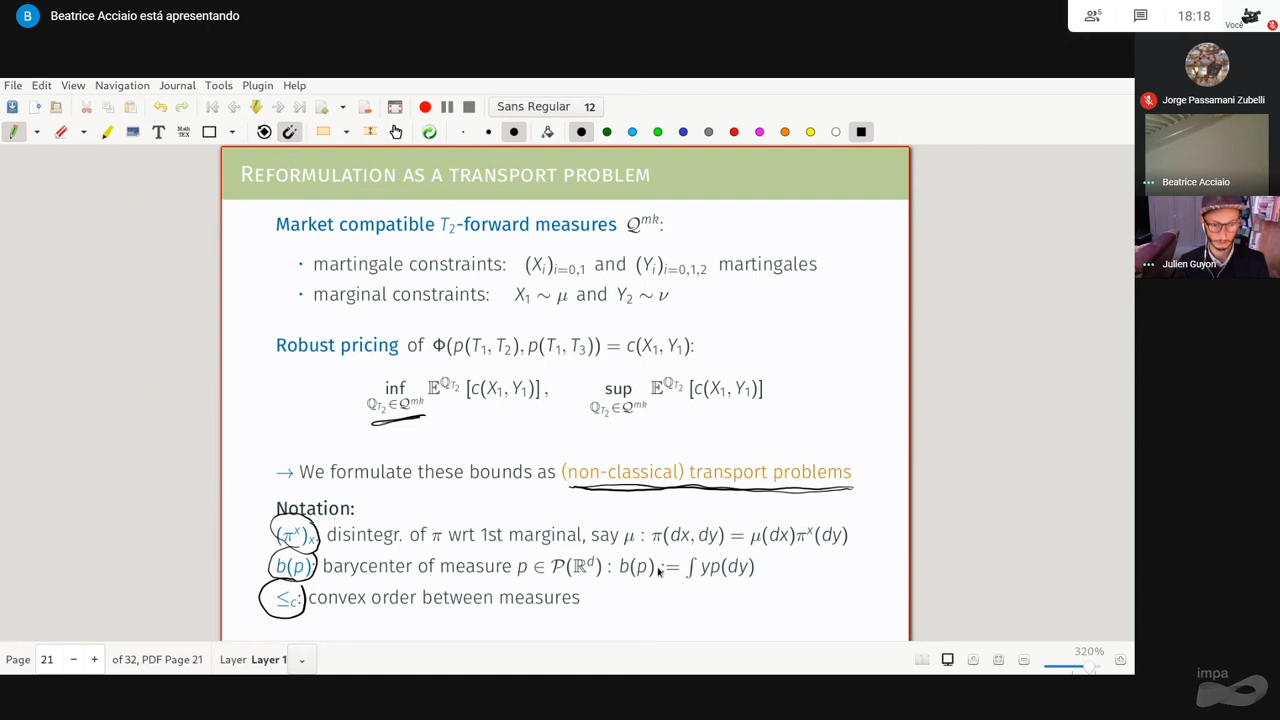 B Beatrice Acciaio está apresentando
6
18:18
Você
File Edit View Navigation Journal Tools Plugin Help
Sans Regular 12
T MATH TEX
REFORMULATION AS A TRANSPORT PROBLEM
Market compatible T₂-forward measures 𝒬^{mk}:
· martingale constraints: (X_i)_{i=0,1} and (Y_i)_{i=0,1,2} martingales
· marginal constraints: X₁ ∼ μ and Y₂ ∼ ν
Robust pricing of Φ(p(T₁, T₂), p(T₁, T₃)) = c(X₁, Y₁):
inf_{ℚ_{T₂}∈𝒬^{mk}} 𝔼^{ℚ_{T₂}} [c(X₁, Y₁)] , sup_{ℚ_{T₂}∈𝒬^{mk}} 𝔼^{ℚ_{T₂}} [c(X₁, Y₁)]
→ We formulate these bounds as (non-classical) transport problems
Notation:
(π^x)_x: disintegr. of π wrt 1st marginal, say μ : π(dx, dy) = μ(dx)π^x(dy)
b(p): barycenter of measure p ∈ 𝒫(ℝ^d) : b(p) := ∫ yp(dy)
≤_c: convex order between measures
Page 21 − + of 32, PDF Page 21 Layer Layer 1
320%
Jorge Passamani Zubelli
Beatrice Acciaio
Julien Guyon
impa